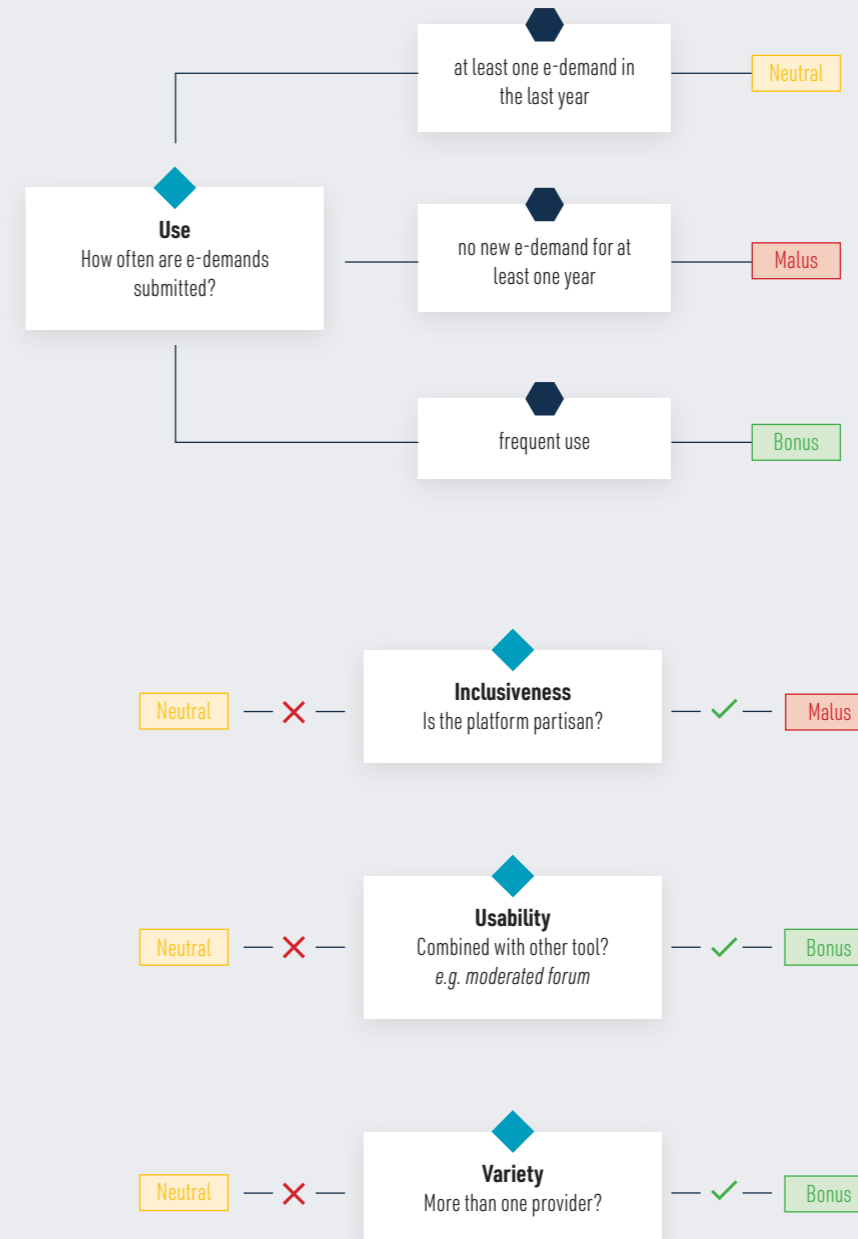 at least one e-demand in
the last year
Neutral
Use
How often are e-demands
submitted?
no new e-demand for at
least one year
Malus
frequent use
Bonus
Neutral
Inclusiveness
Is the platform partisan?
Malus
Neutral
Usability
Combined with other tool?
e.g. moderated forum
Bonus
Neutral
Variety
More than one provider?
Bonus